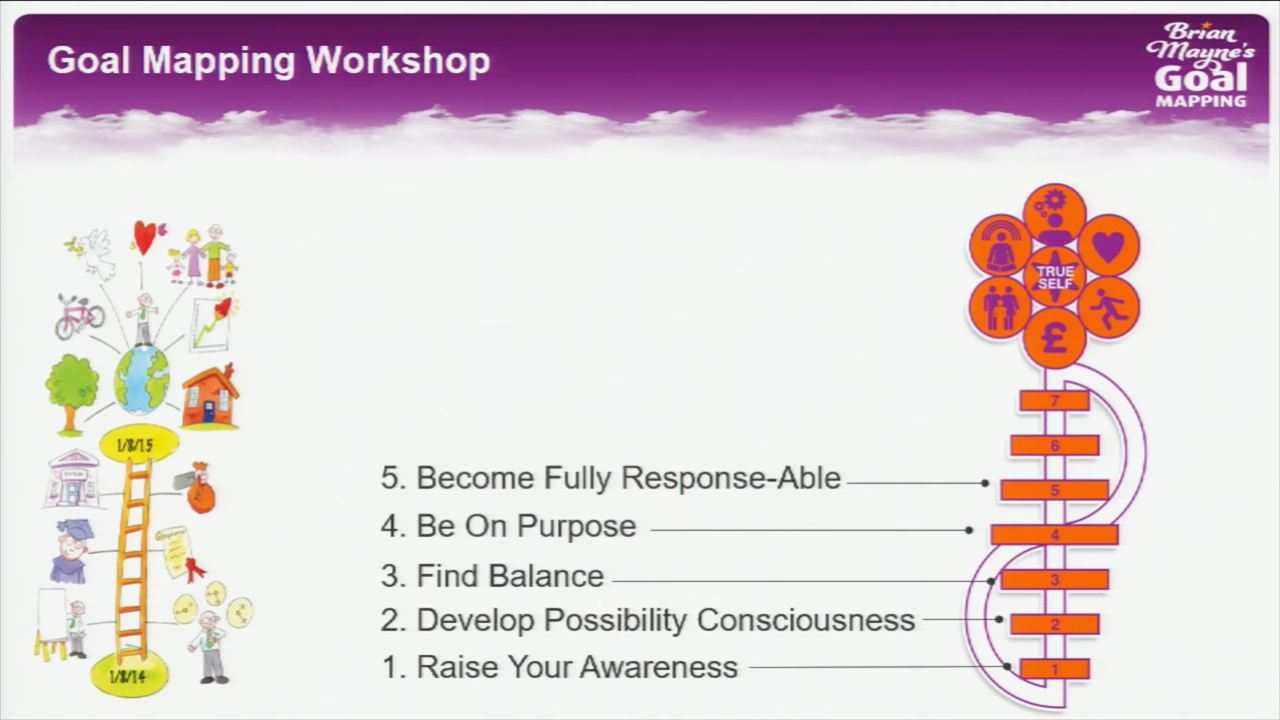 Goal Mapping Workshop
Brian
Mayne's
Goal
MAPPING
TRUE
SELF
£
1/8/15
7
6
5. Become Fully Response-Able
5
4. Be On Purpose
4
3. Find Balance
3
2. Develop Possibility Consciousness
2
1. Raise Your Awareness
1
1/8/14